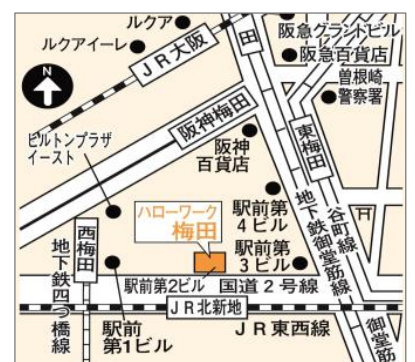 ルクア
ルクアイーレ
JR大阪
梅田
阪急グランドビル
阪急百貨店
曽根崎
警察署
N
阪神梅田
東梅田
ヒルトンプラザ
イースト
阪神
百貨店
ハローワーク
梅田
駅前第
4ビル
駅前第
3ビル
地下鉄御堂筋線
谷町線
西梅田
地下鉄四つ橋線
駅前第2ビル
国道2号線
JR北新地
駅前
第1ビル
JR東西線
御堂筋